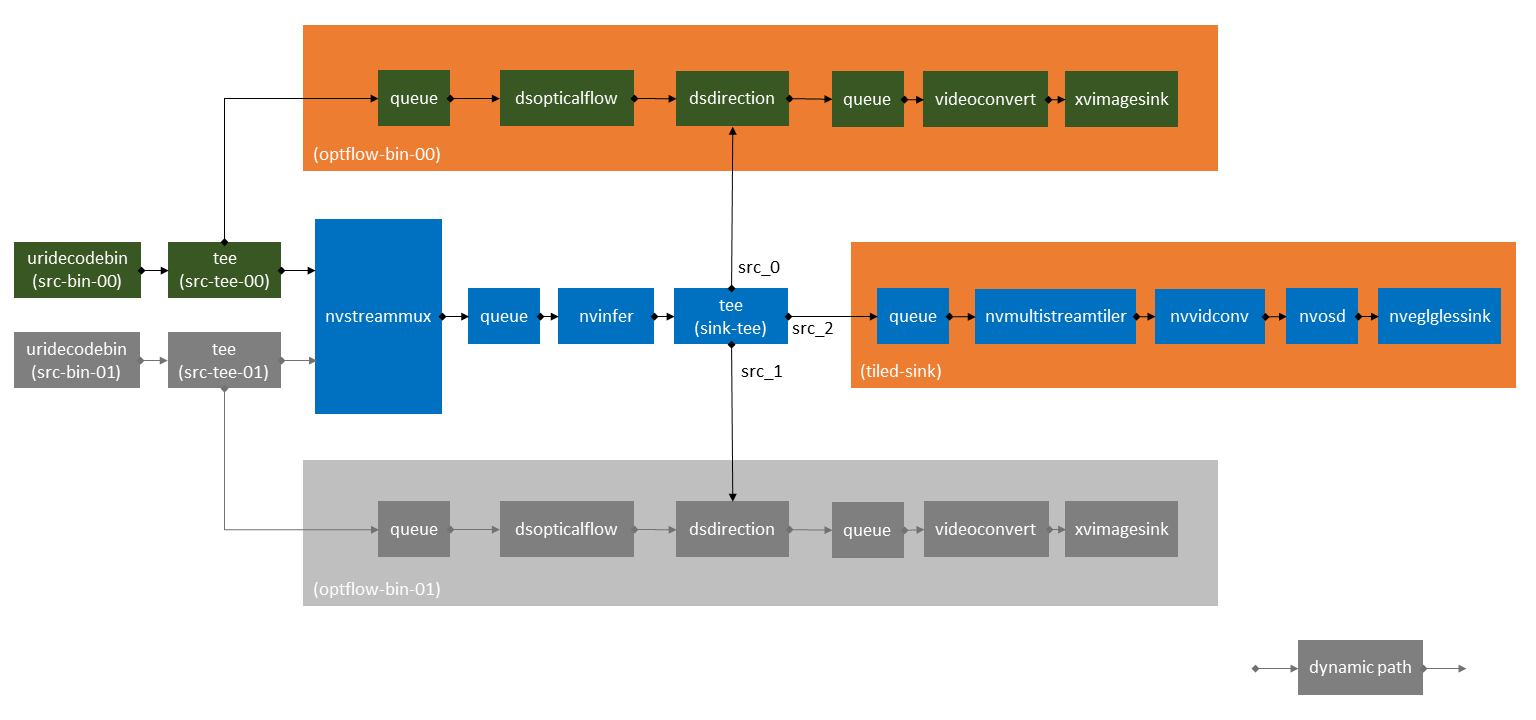 queue
dsopticalflow
dsdirection
queue
videoconvert
xvimagesink
(optflow-bin-00)
uridecodebin
(src-bin-00)
tee
(src-tee-00)
uridecodebin
(src-bin-01)
tee
(src-tee-01)
nvstreammux
queue
nvinfer
tee
(sink-tee)
src_0
src_2
src_1
queue
nvmultistreamtiler
nvvidconv
nvosd
nveglglessink
(tiled-sink)
queue
dsopticalflow
dsdirection
queue
videoconvert
xvimagesink
(optflow-bin-01)
dynamic path